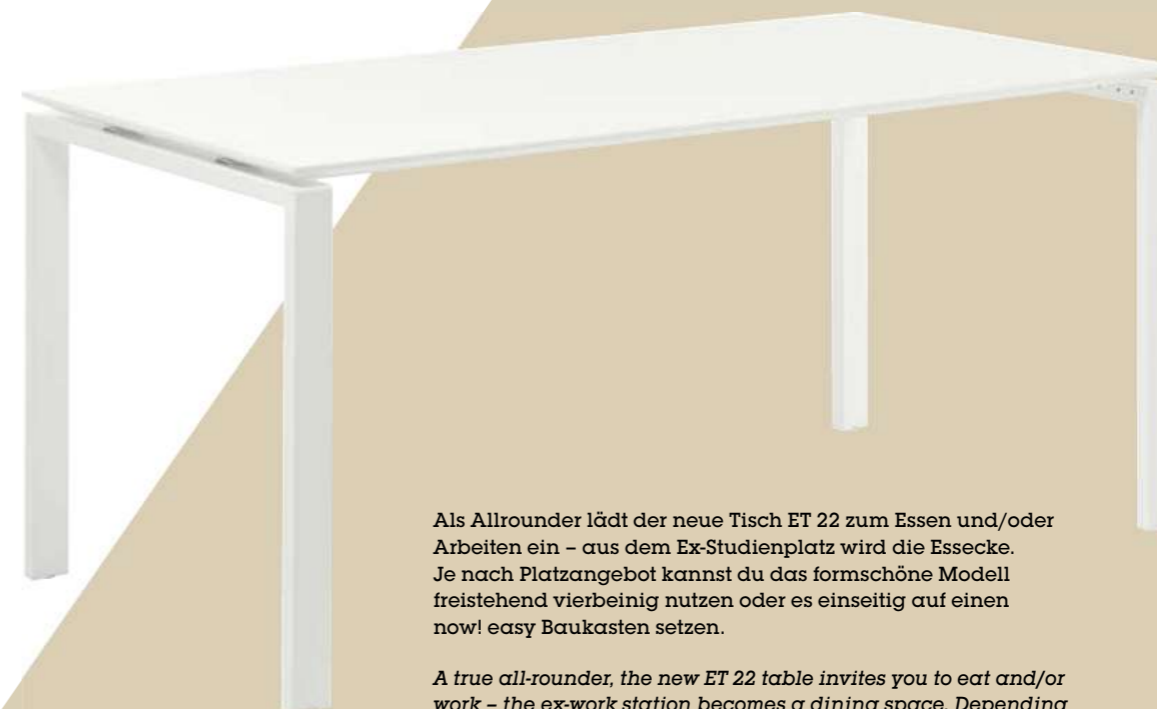 Als Allrounder lädt der neue Tisch ET 22 zum Essen und/oder
Arbeiten ein – aus dem Ex-Studienplatz wird die Essecke.
Je nach Platzangebot kannst du das formschöne Modell
freistehend vierbeinig nutzen oder es einseitig auf einen
now! easy Baukasten setzen.
A true all-rounder, the new ET 22 table invites you to eat and/or
work – the ex-work station becomes a dining space. Depending